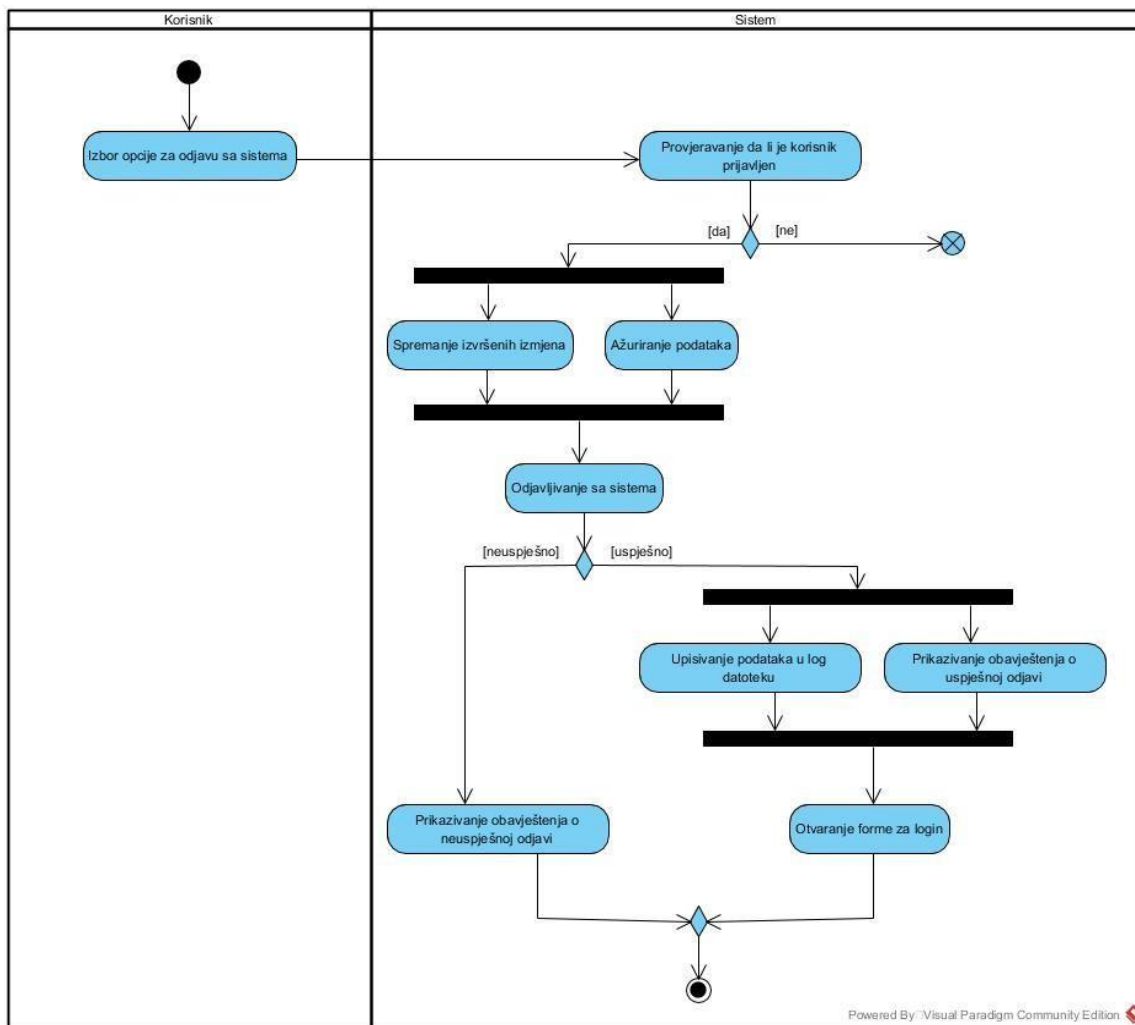 Korisnik
Sistem
Izbor opcije za odjavu sa sistema
Provjeravanje da li je korisnik
prijavljen
[da]
[ne]
Spremanje izvršenih izmjena
Ažuriranje podataka
Odjavljivanje sa sistema
[neuspješno]
[uspješno]
Upisivanje podataka u log
datoteku
Prikazivanje obavještenja o
uspješnoj odjavi
Prikazivanje obavještenja o
neuspješnoj odjavi
Otvaranje forme za login
Powered By Visual Paradigm Community Edition